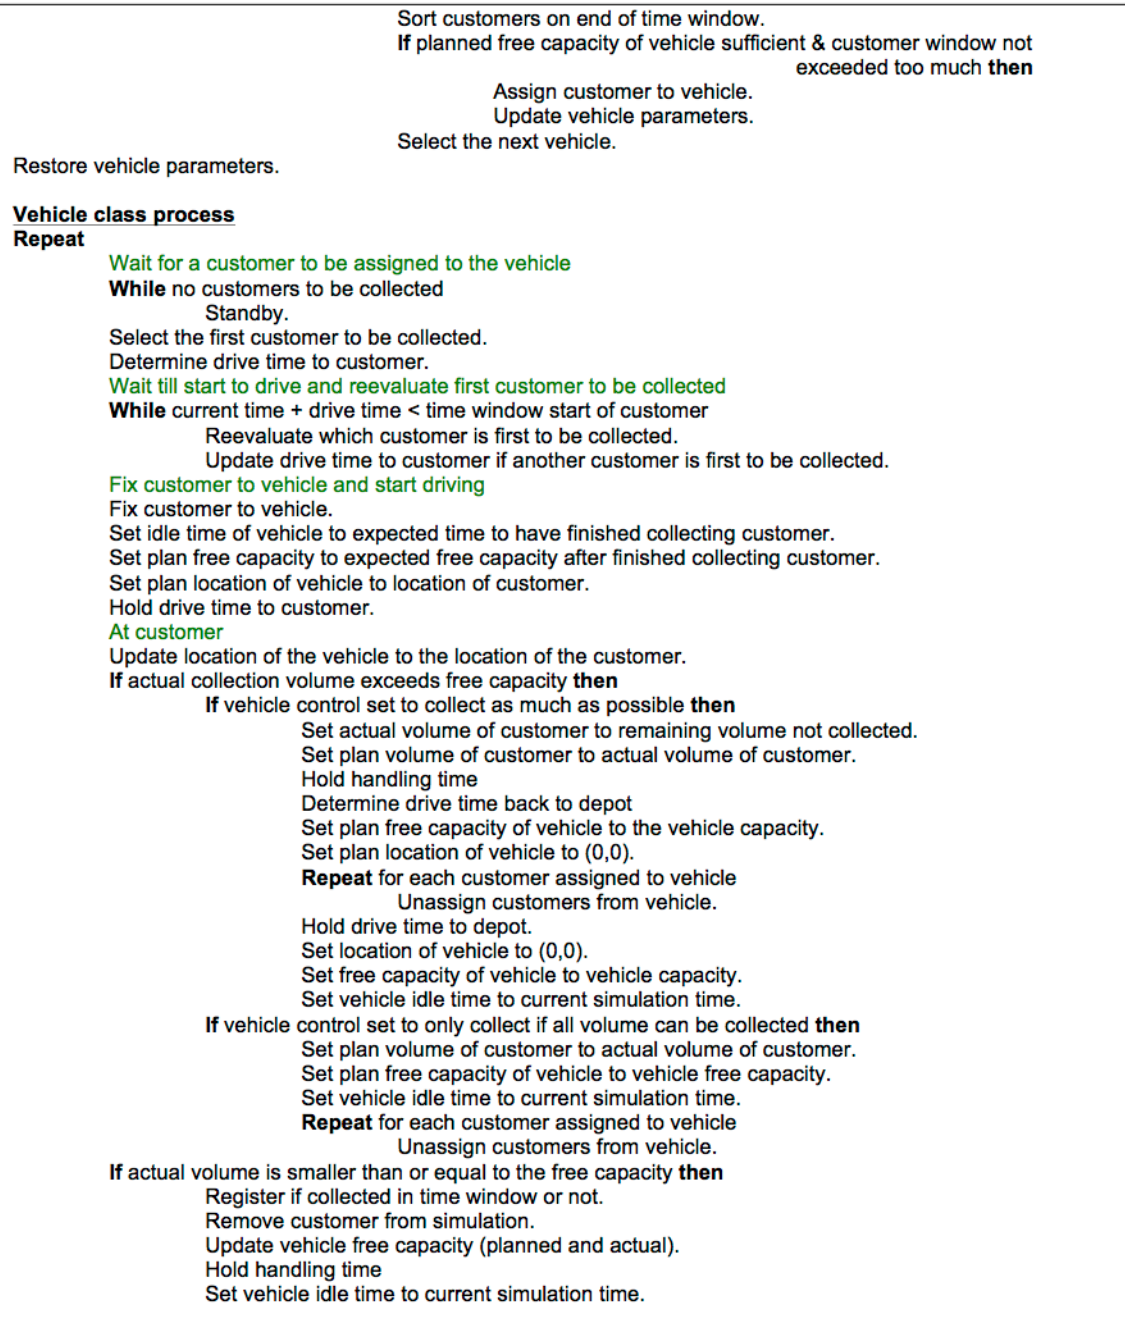 Sort customers on end of time window.
If planned free capacity of vehicle sufficient & customer window not
exceeded too much then
Assign customer to vehicle.
Update vehicle parameters.
Select the next vehicle.
Restore vehicle parameters.
Vehicle class process
Repeat
Wait for a customer to be assigned to the vehicle
While no customers to be collected
Standby.
Select the first customer to be collected.
Determine drive time to customer.
Wait till start to drive and reevaluate first customer to be collected
While current time + drive time < time window start of customer
Reevaluate which customer is first to be collected.
Update drive time to customer if another customer is first to be collected.
Fix customer to vehicle and start driving
Fix customer to vehicle.
Set idle time of vehicle to expected time to have finished collecting customer.
Set plan free capacity to expected free capacity after finished collecting customer.
Set plan location of vehicle to location of customer.
Hold drive time to customer.
At customer
Update location of the vehicle to the location of the customer.
If actual collection volume exceeds free capacity then
If vehicle control set to collect as much as possible then
Set actual volume of customer to remaining volume not collected.
Set plan volume of customer to actual volume of customer.
Hold handling time
Determine drive time back to depot
Set plan free capacity of vehicle to the vehicle capacity.
Set plan location of vehicle to (0,0).
Repeat for each customer assigned to vehicle
Unassign customers from vehicle.
Hold drive time to depot.
Set location of vehicle to (0,0).
Set free capacity of vehicle to vehicle capacity.
Set vehicle idle time to current simulation time.
If vehicle control set to only collect if all volume can be collected then
Set plan volume of customer to actual volume of customer.
Set plan free capacity of vehicle to vehicle free capacity.
Set vehicle idle time to current simulation time.
Repeat for each customer assigned to vehicle
Unassign customers from vehicle.
If actual volume is smaller than or equal to the free capacity then
Register if collected in time window or not.
Remove customer from simulation.
Update vehicle free capacity (planned and actual).
Hold handling time
Set vehicle idle time to current simulation time.